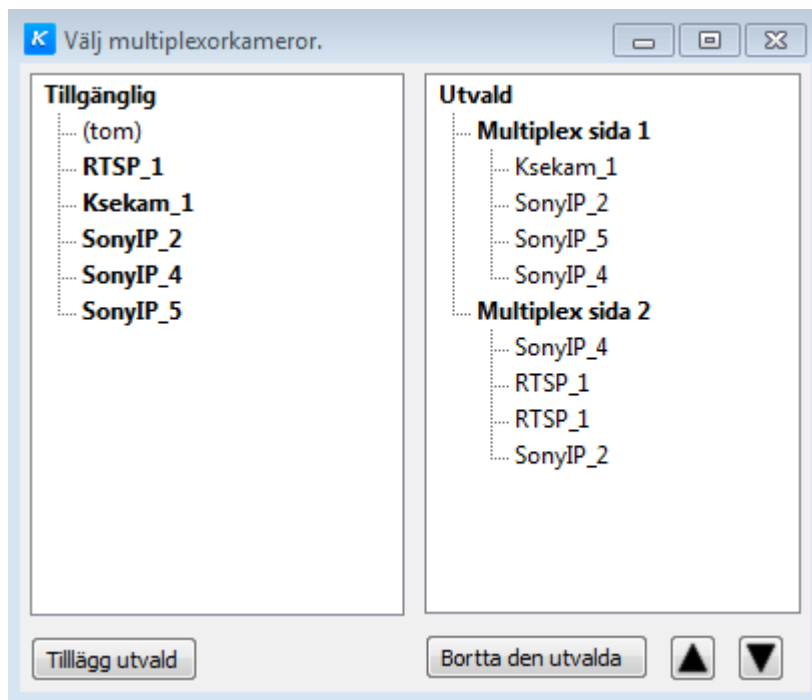 K Välj multiplexorkameror.
Tillgänglig
(tom)
RTSP_1
Ksekam_1
SonyIP_2
SonyIP_4
SonyIP_5
Utvald
Multiplex sida 1
Ksekam_1
SonyIP_2
SonyIP_5
SonyIP_4
Multiplex sida 2
SonyIP_4
RTSP_1
RTSP_1
SonyIP_2
Tilllägg utvald
Bortta den utvalda